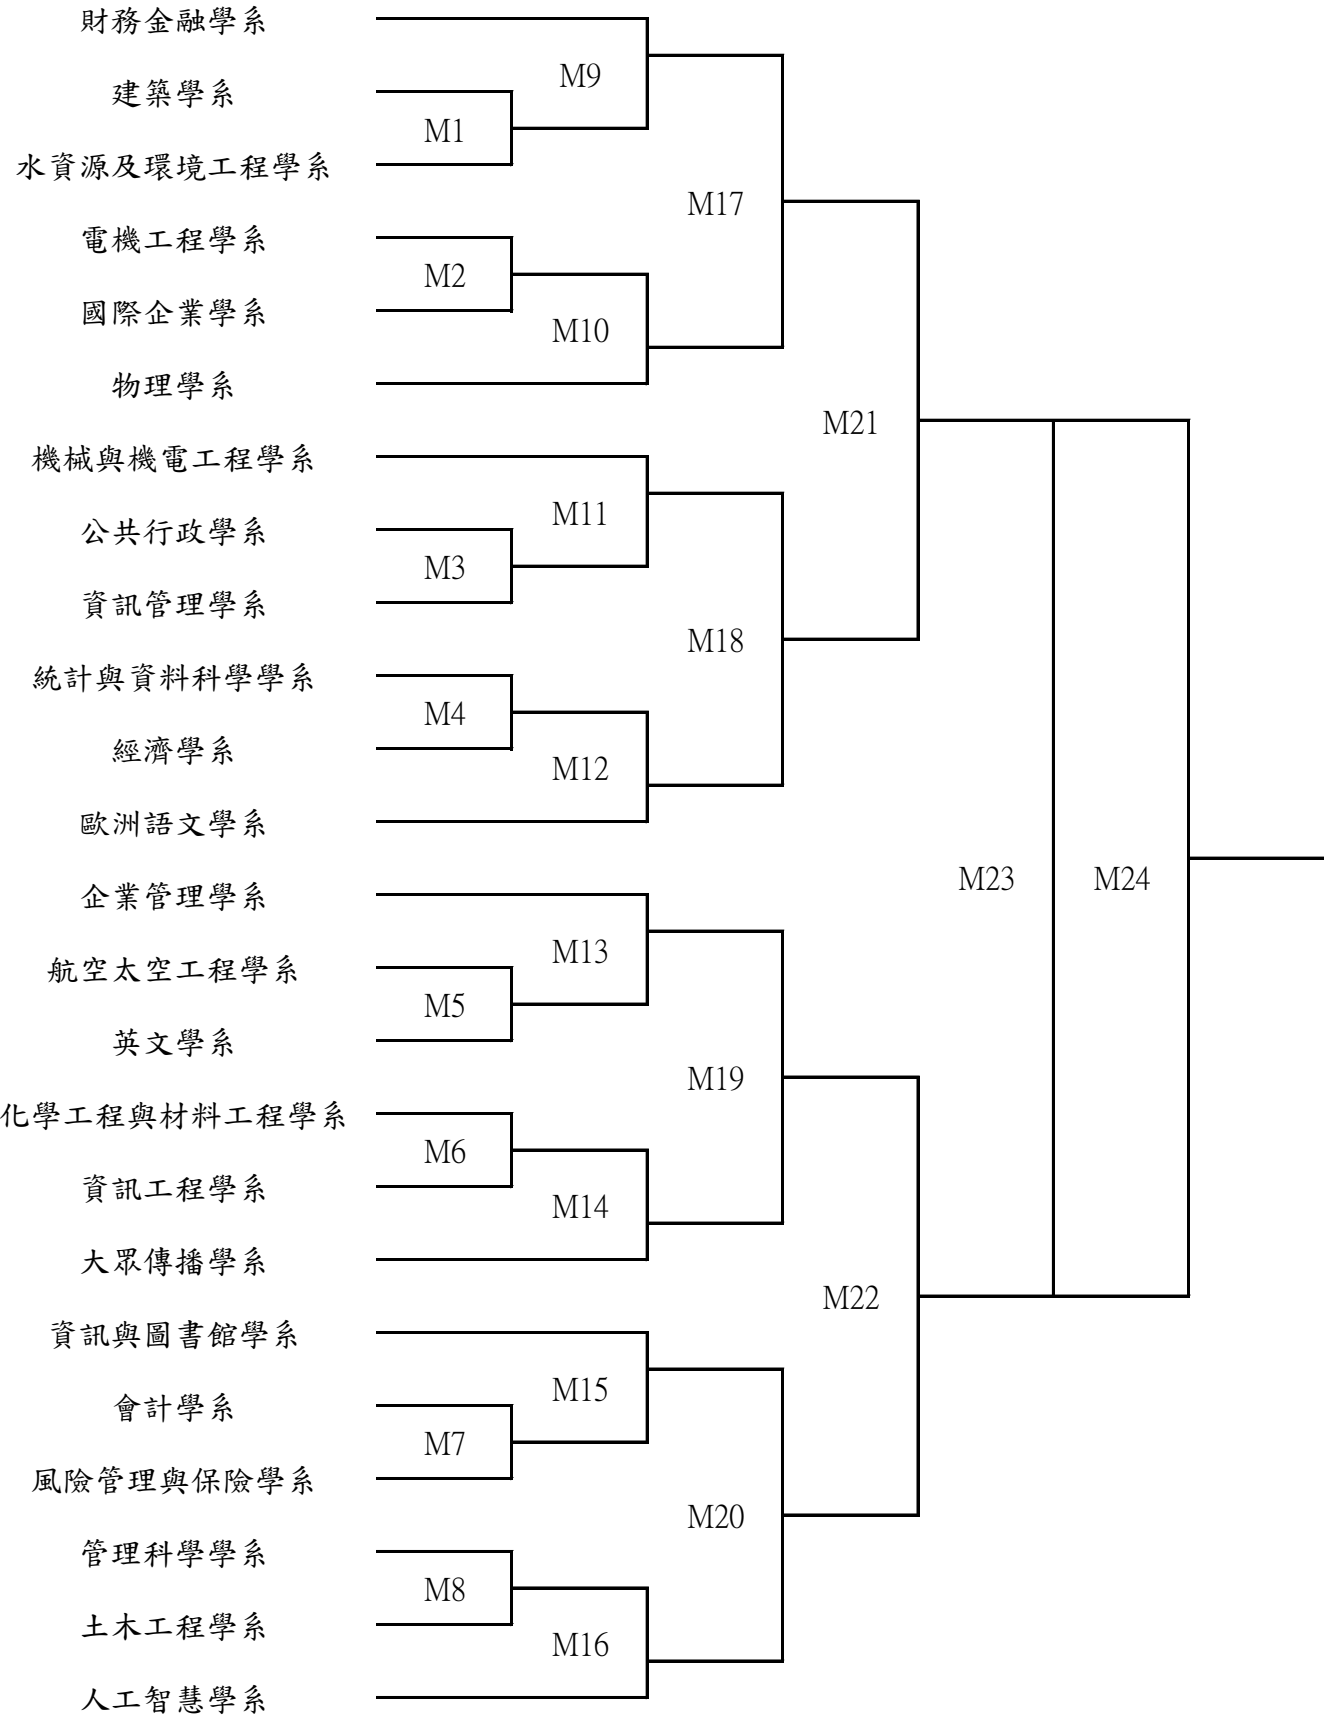 財務金融學系
M9
建築學系
M1
水資源及環境工程學系
M17
電機工程學系
M2
國際企業學系
M10
物理學系
M21
機械與機電工程學系
M11
公共行政學系
M3
資訊管理學系
M18
統計與資料科學學系
M4
經濟學系
M12
歐洲語文學系
M23
M24
企業管理學系
M13
航空太空工程學系
M5
英文學系
M19
化學工程與材料工程學系
M6
資訊工程學系
M14
大眾傳播學系
M22
資訊與圖書館學系
M15
會計學系
M7
風險管理與保險學系
M20
管理科學學系
M8
土木工程學系
M16
人工智慧學系